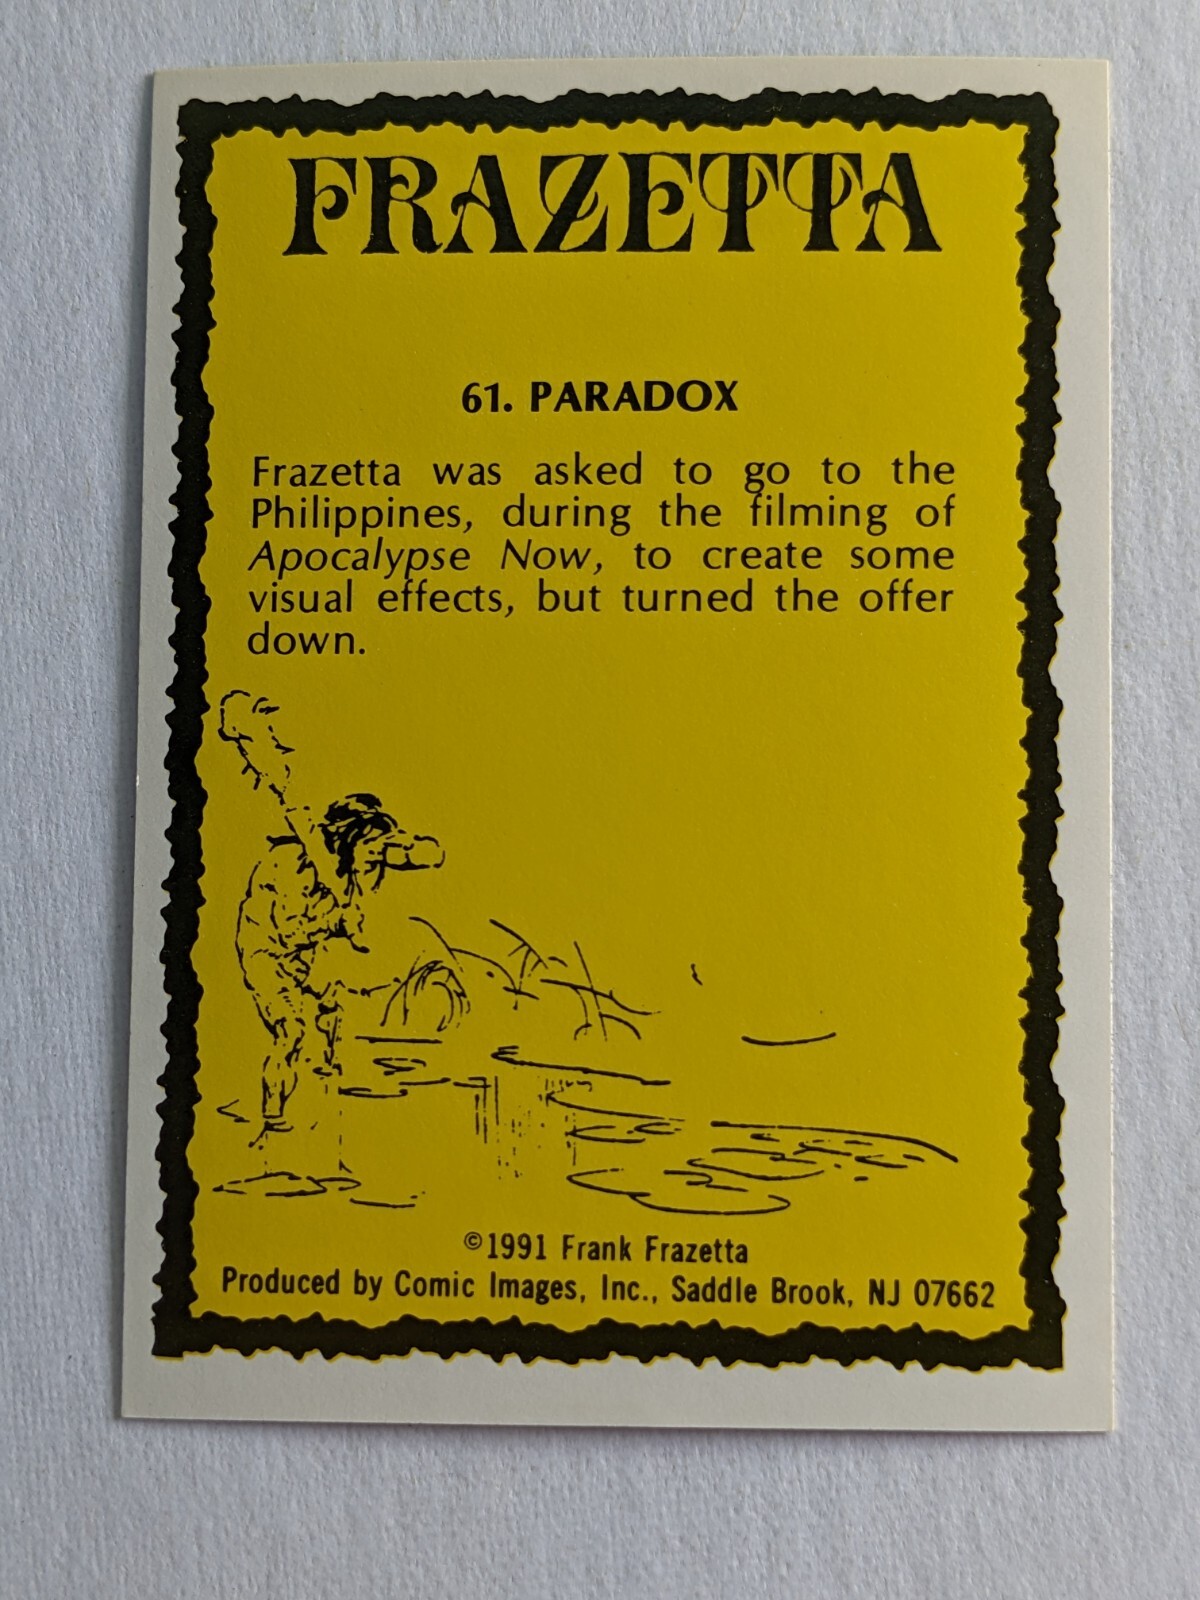 FRAZETTA
61. PARADOX
Frazetta was asked to go to the
Philippines, during the filming of
Apocalypse Now, to create some
visual effects, but turned the offer
down.
©1991 Frank Frazetta
Produced by Comic Images, Inc., Saddle Brook, NJ 07662